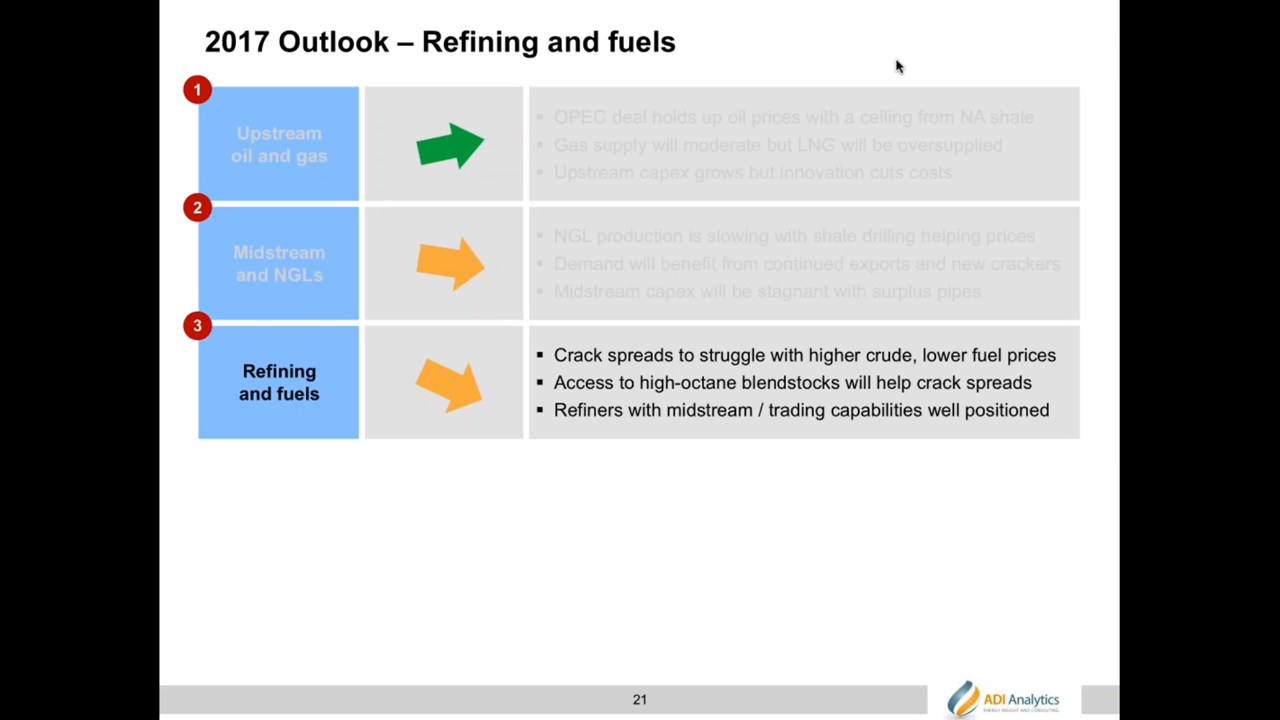 2017 Outlook – Refining and fuels
1
Upstream
oil and gas
▪ OPEC deal holds up oil prices with a ceiling from NA shale
▪ Gas supply will moderate but LNG will be oversupplied
▪ Upstream capex grows but innovation cuts costs
2
Midstream
and NGLs
▪ NGL production is slowing with shale drilling helping prices
▪ Demand will benefit from continued exports and new crackers
▪ Midstream capex will be stagnant with surplus pipes
3
Refining
and fuels
▪ Crack spreads to struggle with higher crude, lower fuel prices
▪ Access to high-octane blendstocks will help crack spreads
▪ Refiners with midstream / trading capabilities well positioned
21
ADI Analytics
ENERGY INSIGHT AND CONSULTING